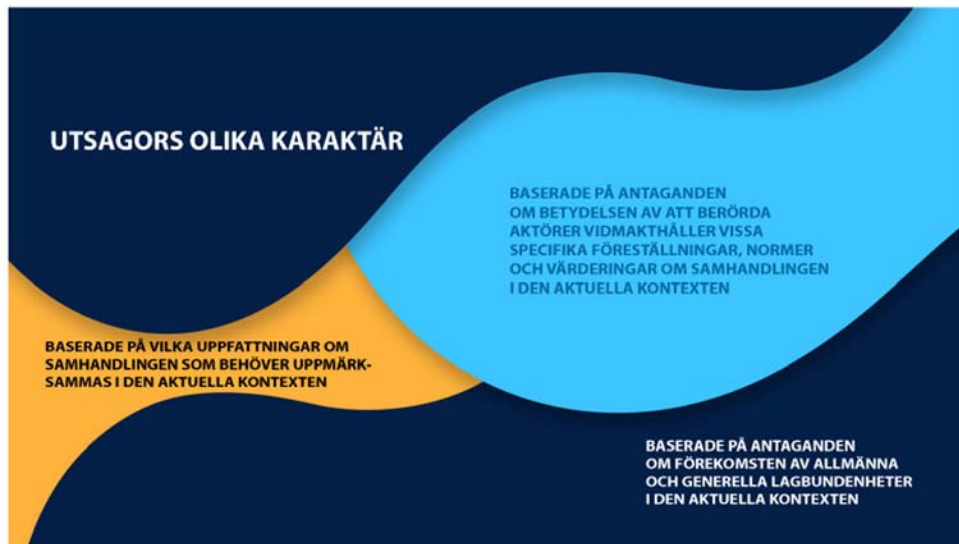 UTSAGORS OLIKA KARAKTÄR
BASERADE PÅ ANTAGANDEN
OM BETYDELSEN AV ATT BERÖRDA
AKTÖRER VIDMAKTHÅLLER VISSA
SPECIFIKA FÖRESTÄLLNINGAR, NORMER
OCH VÄRDERINGAR OM SAMHANDLINGEN
I DEN AKTUELLA KONTEXTEN
BASERADE PÅ VILKA UPPFATTNINGAR OM
SAMHANDLINGEN SOM BEHÖVER UPPMÄRK-
SAMMAS I DEN AKTUELLA KONTEXTEN
BASERADE PÅ ANTAGANDEN
OM FÖREKOMSTEN AV ALLMÄNNA
OCH GENERELLA LAGBUNDENHETER
I DEN AKTUELLA KONTEXTEN